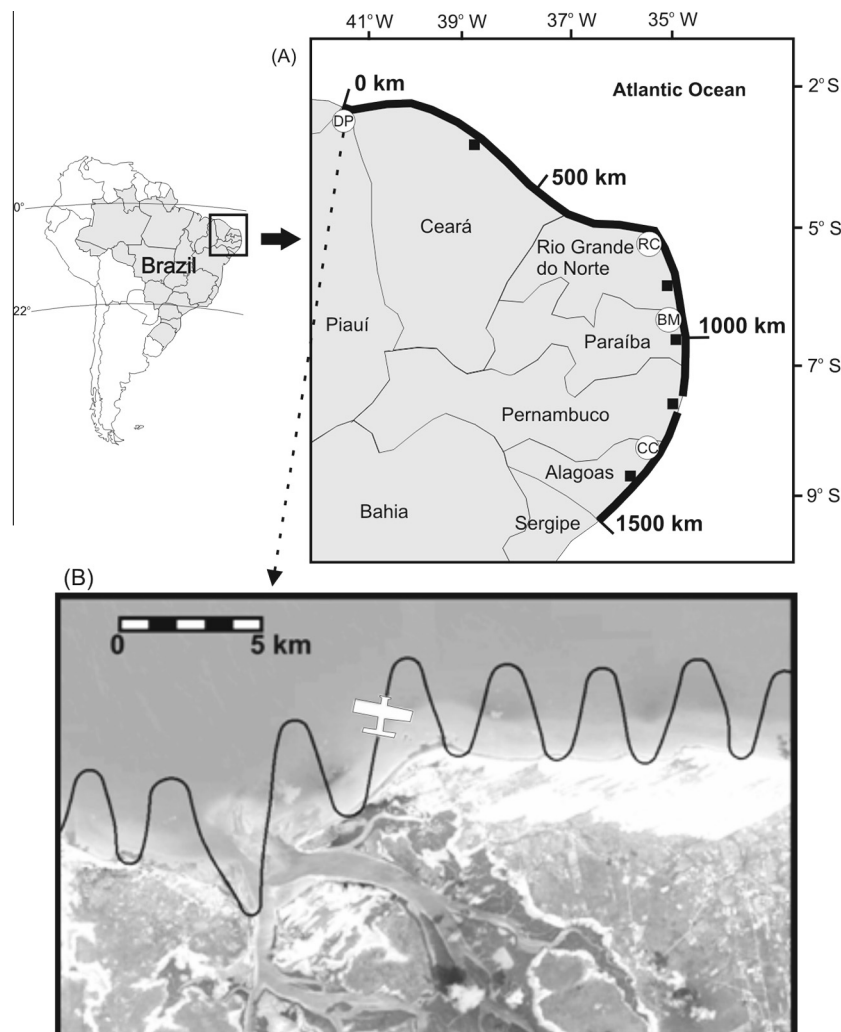 41° W 39° W 37° W 35° W
(A)
0 km
Atlantic Ocean
2° S
DP
500 km
Ceará
5° S
Rio Grande
do Norte
RC
0°
Brazil
BM
1000 km
22°
Piauí
Paraíba
7° S
Pernambuco
CC
Alagoas
9° S
Bahia
Sergipe
1500 km
(B)
0 5 km